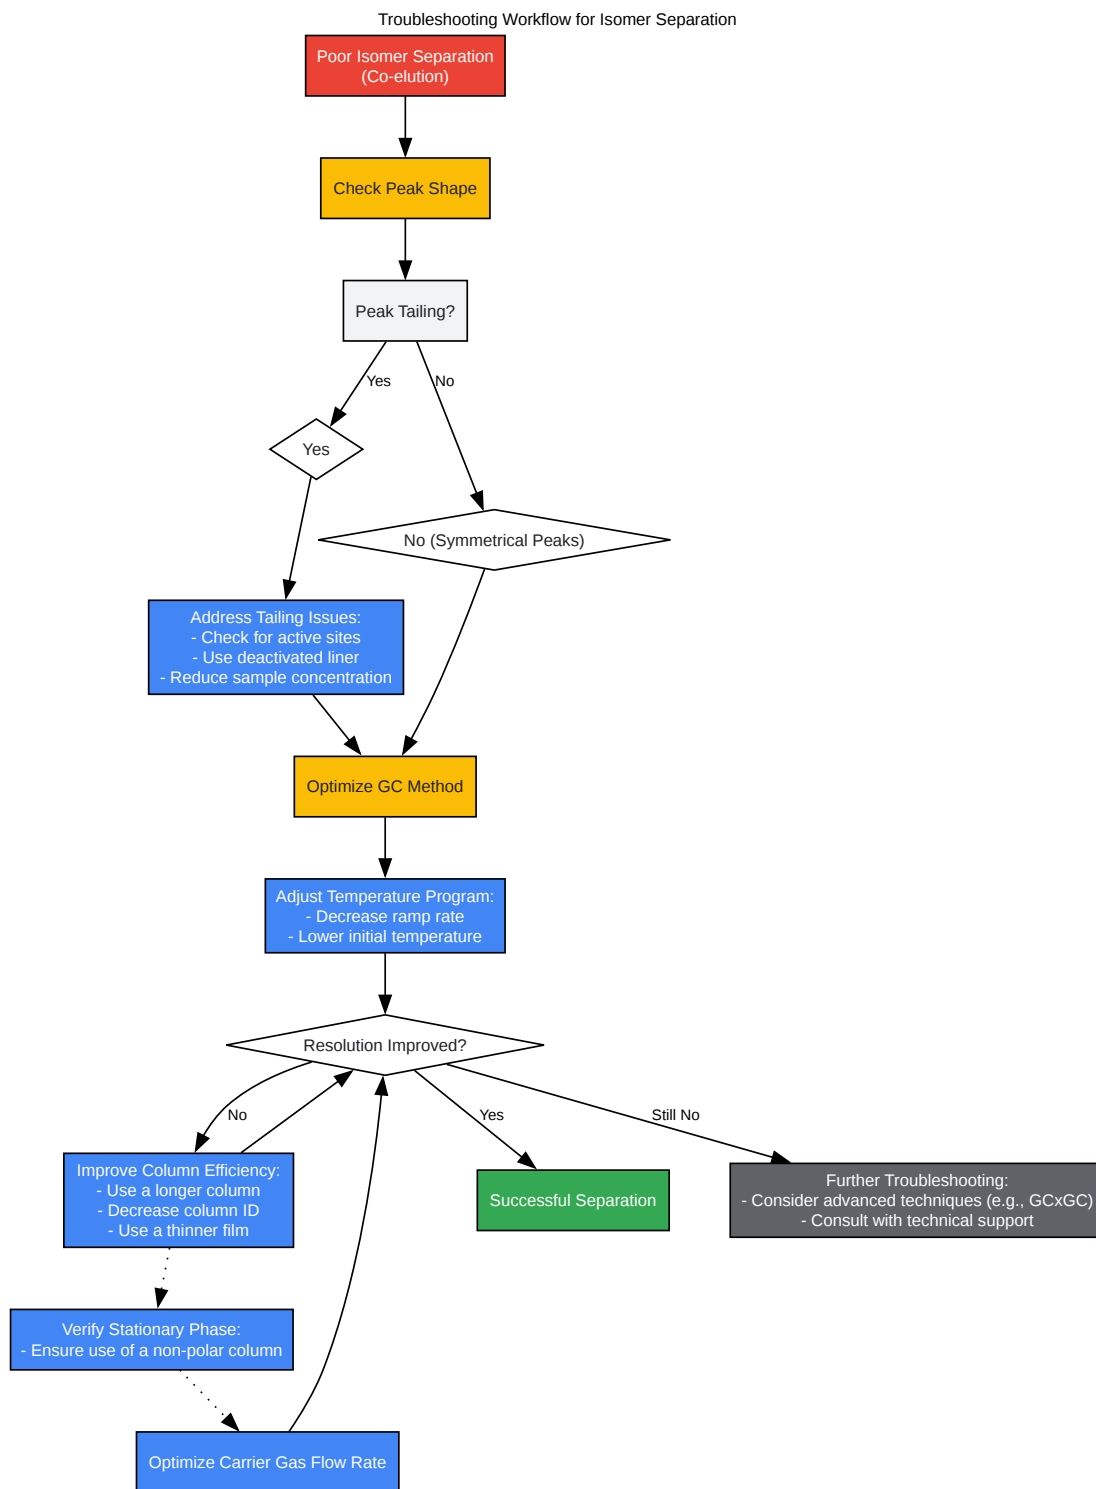 Troubleshooting Workflow for Isomer Separation
Poor Isomer Separation
(Co-elution)
Check Peak Shape
Peak Tailing?
Yes
No
Yes
No (Symmetrical Peaks)
Address Tailing Issues:
- Check for active sites
- Use deactivated liner
- Reduce sample concentration
Optimize GC Method
Adjust Temperature Program:
- Decrease ramp rate
- Lower initial temperature
Resolution Improved?
No
Yes
Still No
Improve Column Efficiency:
- Use a longer column
- Decrease column ID
- Use a thinner film
Successful Separation
Further Troubleshooting:
- Consider advanced techniques (e.g., GCxGC)
- Consult with technical support
Verify Stationary Phase:
- Ensure use of a non-polar column
Optimize Carrier Gas Flow Rate